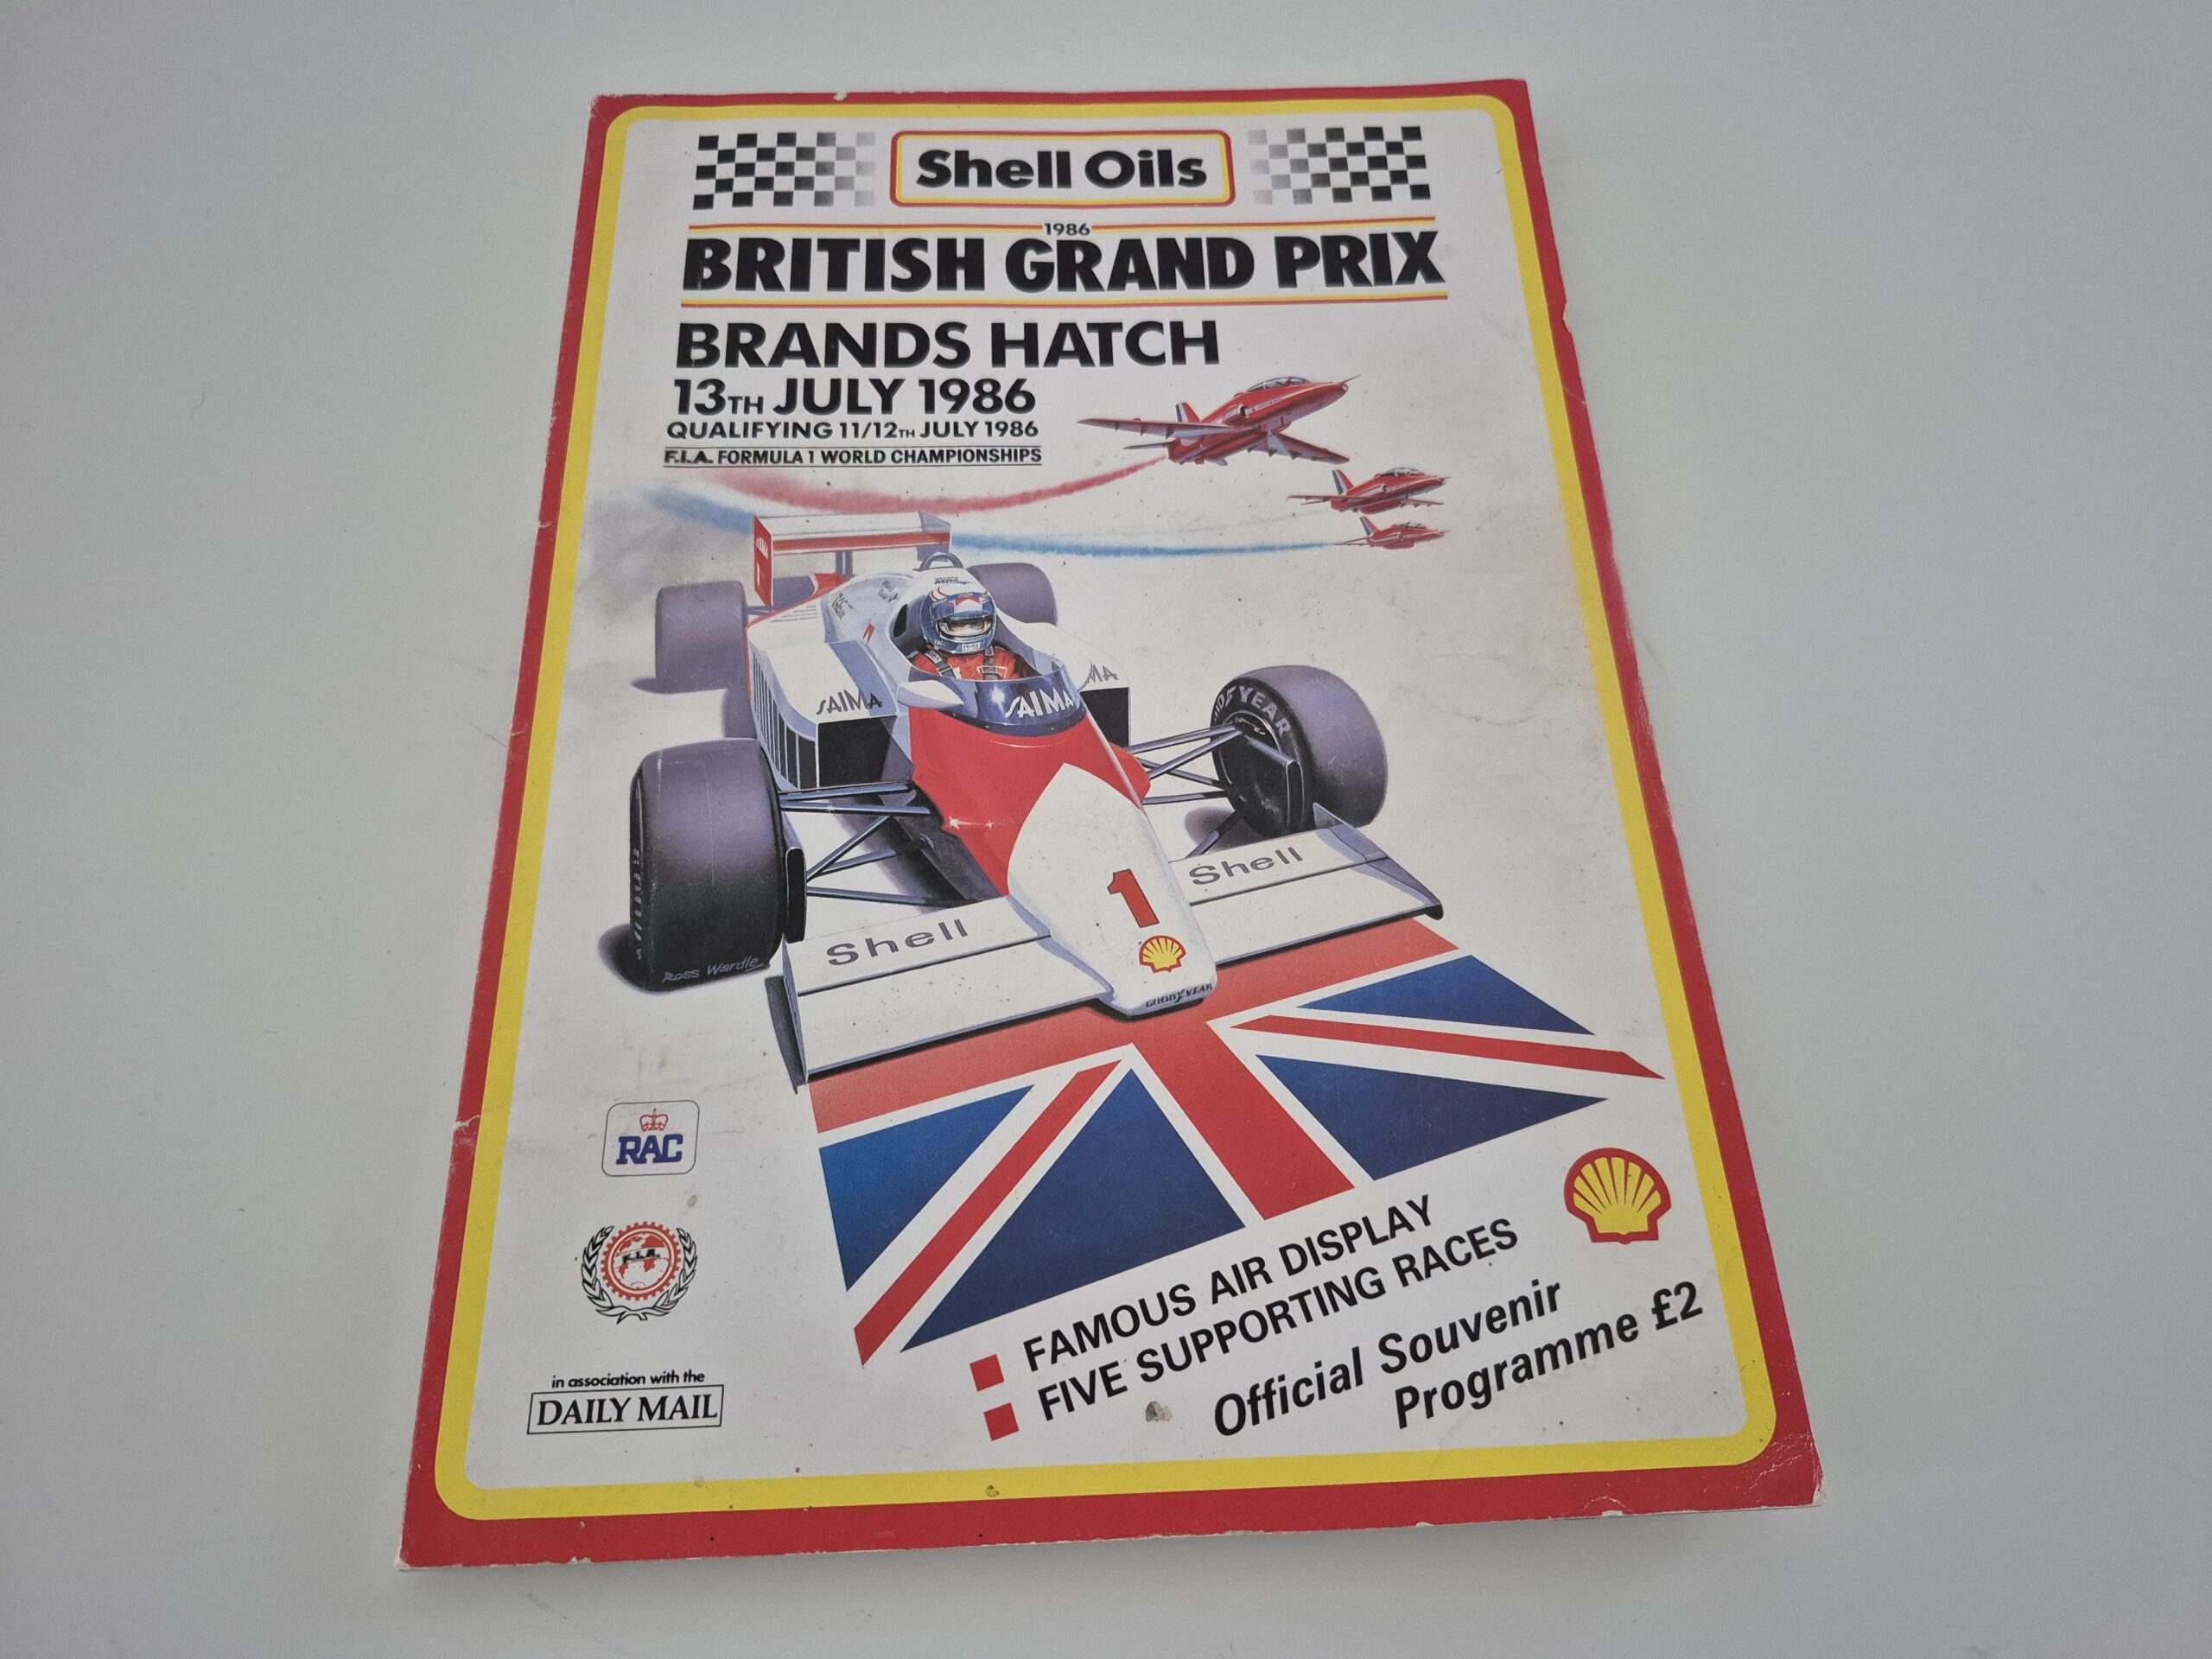 Shell Oils
1986
BRITISH GRAND PRIX
BRANDS HATCH
13TH JULY 1986
QUALIFYING 11/12TH JULY 1986
F.I.A. FORMULA 1 WORLD CHAMPIONSHIPS
SAIMA
SAIMA
MA
GOODYEAR
1
Shell
Shell
GOODYEAR
Ross Wardle
RAC
F.I.A.
in association with the
DAILY MAIL
FAMOUS AIR DISPLAY
FIVE SUPPORTING RACES
Official Souvenir
Programme £2